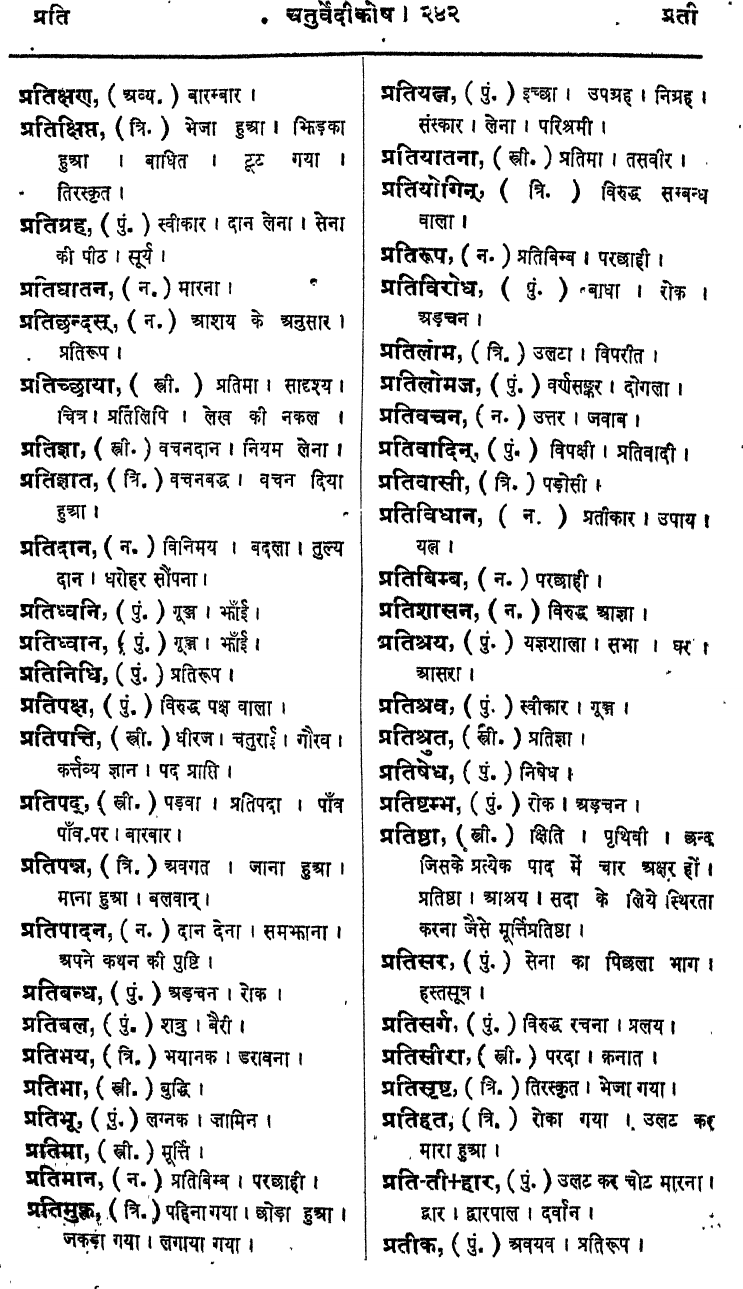 प्रति
चतुर्वेदीकोष। २४२
प्रती
प्रतिक्षण, (अव्य.) बारम्बार।
प्रतिक्षिप्त, (त्रि.) भेजा हुआ। झिड़का
हुआ । बाधित । टूट गया ।
तिरस्कृत।
प्रतिग्रह, (पुं.) स्वीकार। दान लेना। सेना
की पीठ। सूर्य।
प्रतिघातन, (न.) मारना।
प्रतिछन्दस्, (न.) आशय के अनुसार।
प्रतिरूप।
प्रतिच्छाया, (स्त्री.) प्रतिमा। सादृश्य।
चित्र। प्रतिलिपि । लेख की नकल ।
प्रतिज्ञा, (स्त्री.) वचनदान। नियम लेना।
प्रतिज्ञात, (त्रि.) वचनबद्ध। वचन दिया
हुआ।
प्रतिदान, (न.) विनिमय । बदला। तुल्य
दान। धरोहर सौंपना।
प्रतिध्वनि, (पुं.) गूञ्ज। झाँई।
प्रतिध्वान, (पुं.) गूञ्ज। झाँई।
प्रतिनिधि, (पुं.) प्रतिरूप।
प्रतिपक्ष, (पुं.) विरुद्ध पक्ष वाला।
प्रतिपत्ति, (स्त्री.) धीरज। चतुराई। गौरव।
कर्त्तव्य ज्ञान। पद प्राप्ति।
प्रतिपद्, (स्त्री.) पड़वा । प्रतिपदा । पाँव
पाँव पर। बारबार।
प्रतिपन्न, (त्रि.) अवगत । जाना हुआ।
माना हुआ। बलवान्।
प्रतिपादन, (न.) दान देना। समझाना।
अपने कथन की पुष्टि।
प्रतिबन्ध, (पुं.) अड़चन। रोक।
प्रतिबल, (पुं.) शत्रु। बैरी।
प्रतिभय, (त्रि.) भयानक। डरावना।
प्रतिभा, (स्त्री.) बुद्धि।
प्रतिभू, (पुं.) लग्नक। जामिन।
प्रतिमा, (स्त्री.) मूर्त्ति।
प्रतिमान, (न.) प्रतिबिम्ब। परछाही।
प्रतिमुक्त, (त्रि.) पहिना गया। छोड़ा हुआ।
जकड़ा गया। लगाया गया।
प्रतियत्न, (पुं.) इच्छा। उपग्रह। निग्रह।
संस्कार। लेना। परिश्रमी।
प्रतियातना, (स्त्री.) प्रतिमा। तसवीर।
प्रतियोगिन्, (त्रि.) विरुद्ध सम्बन्ध
वाला।
प्रतिरूप, (न.) प्रतिबिम्ब। परछाही।
प्रतिविरोध, (पुं.) बाधा । रोक ।
अड़चन।
प्रतिलोम, (त्रि.) उलटा। विपरीत।
प्रतिलोमज, (पुं.) वर्णसङ्कर। दोगला।
प्रतिवचन, (न.) उत्तर। जवाब।
प्रतिवादिन्, (पुं.) विपक्षी। प्रतिवादी।
प्रतिवासी, (त्रि.) पड़ोसी।
प्रतिविधान, (न.) प्रतीकार। उपाय।
यत्न।
प्रतिबिम्ब, (न.) परछाही।
प्रतिशासन, (न.) विरुद्ध आज्ञा।
प्रतिश्रय, (पुं.) यज्ञशाला। सभा । घर।
आसरा।
प्रतिश्रव, (पुं.) स्वीकार। गूञ्ज।
प्रतिश्रुत, (स्त्री.) प्रतिज्ञा।
प्रतिषेध, (पुं.) निषेध।
प्रतिष्टम्भ, (पुं.) रोक। अड़चन।
प्रतिष्ठा, (स्त्री.) क्षिति । पृथिवी । छन्द
जिसके प्रत्येक पाद में चार अक्षर हों।
प्रतिष्ठा। आश्रय। सदा के लिये स्थिरता
करना जैसे मूर्त्तिप्रतिष्ठा।
प्रतिसर, (पुं.) सेना का पिछला भाग।
हस्तसूत्र।
प्रतिसर्ग, (पुं.) विरुद्ध रचना। प्रलय।
प्रतिसीरा, (स्त्री.) परदा। क़नात।
प्रतिसृष्ट, (त्रि.) तिरस्कृत। भेजा गया।
प्रतिहत, (त्रि.) रोका गया । उलट कर
मारा हुआ।
प्रति-ती+हार, (पुं.) उलट कर चोट मारना।
द्वार। द्वारपाल। दर्वान।
प्रतीक, (पुं.) अवयव। प्रतिरूप।